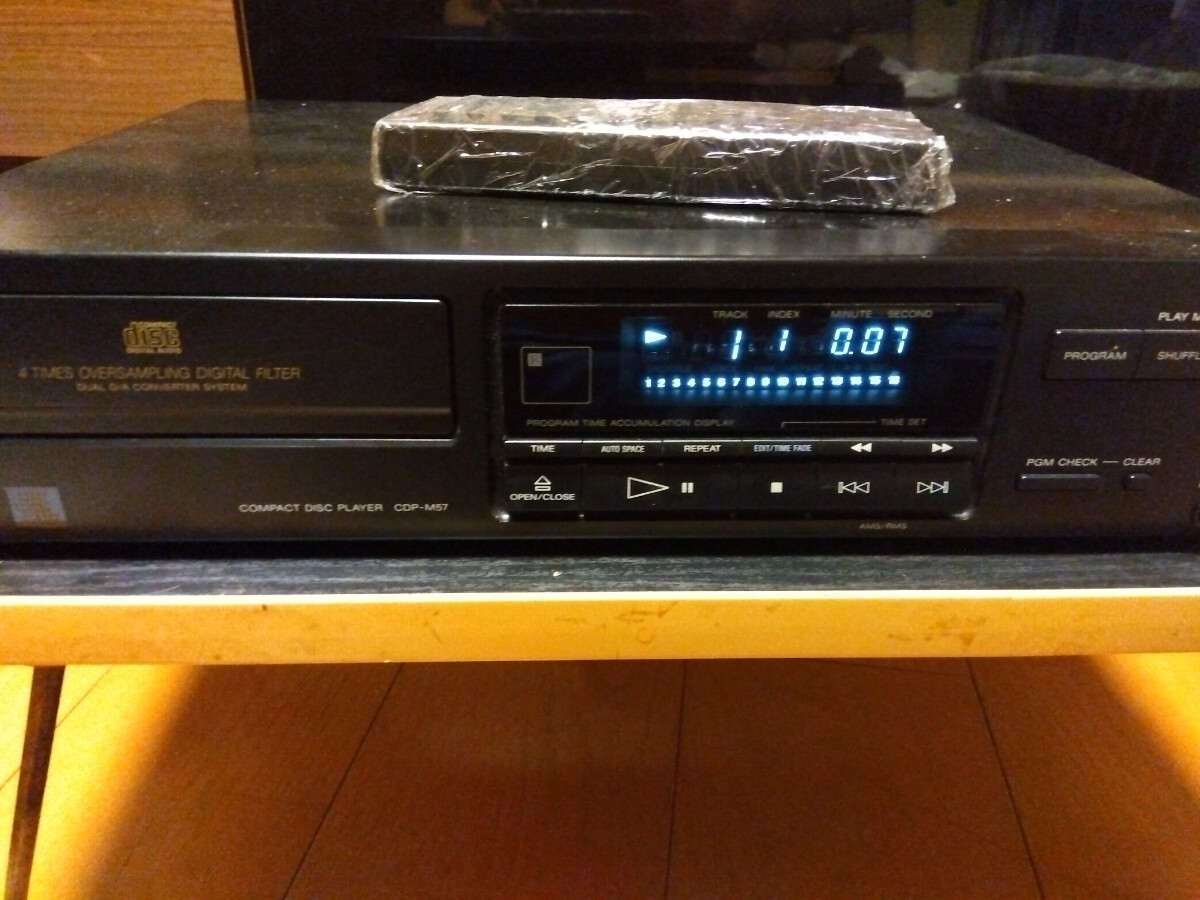 COMPACT
disc
DIGITAL AUDIO
4 TIMES OVERSAMPLING DIGITAL FILTER
DUAL D/A CONVERTER SYSTEM
COMPACT DISC PLAYER CDP-M57
TRACK INDEX MINUTE SECOND
1 1 0.07
1 2 3 4 5 6 7 8 9 10 11 12 13 14 15 16
PROGRAM TIME ACCUMULATION DISPLAY
TIME SET
TIME AUTO SPACE REPEAT EDIT/TIME FADE
OPEN/CLOSE
AMS/RMS
PLAY M
PROGRAM SHUFFL
PGM CHECK — CLEAR